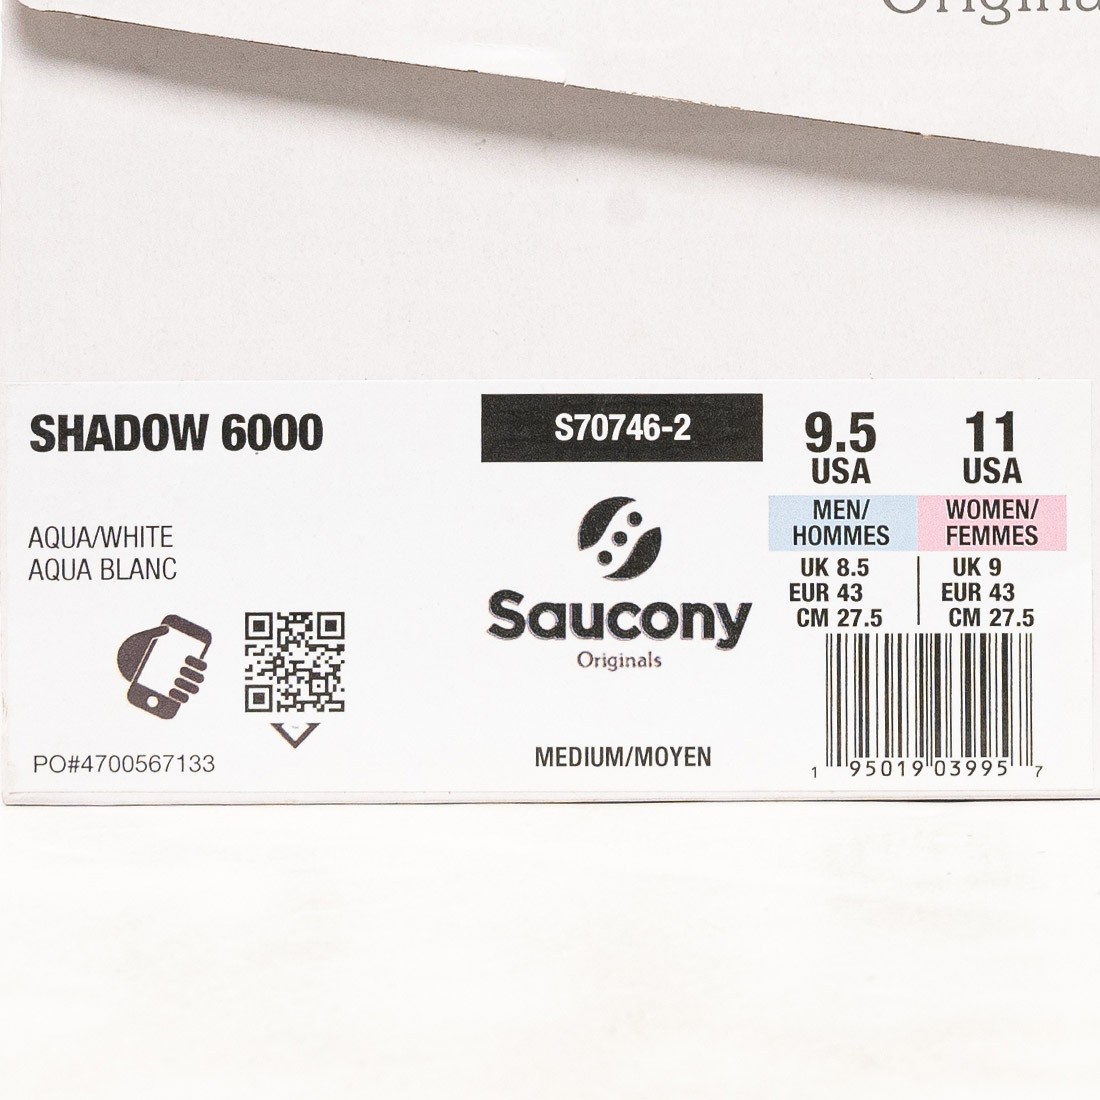 SHADOW 6000
AQUA/WHITE
AQUA BLANC
PO#4700567133
S70746-2
Saucony
Originals
MEDIUM/MOYEN
9.5
USA
MEN/
HOMMES
UK 8.5
EUR 43
CM 27.5
11
USA
WOMEN/
FEMMES
UK 9
EUR 43
CM 27.5
1 95019 03995 7